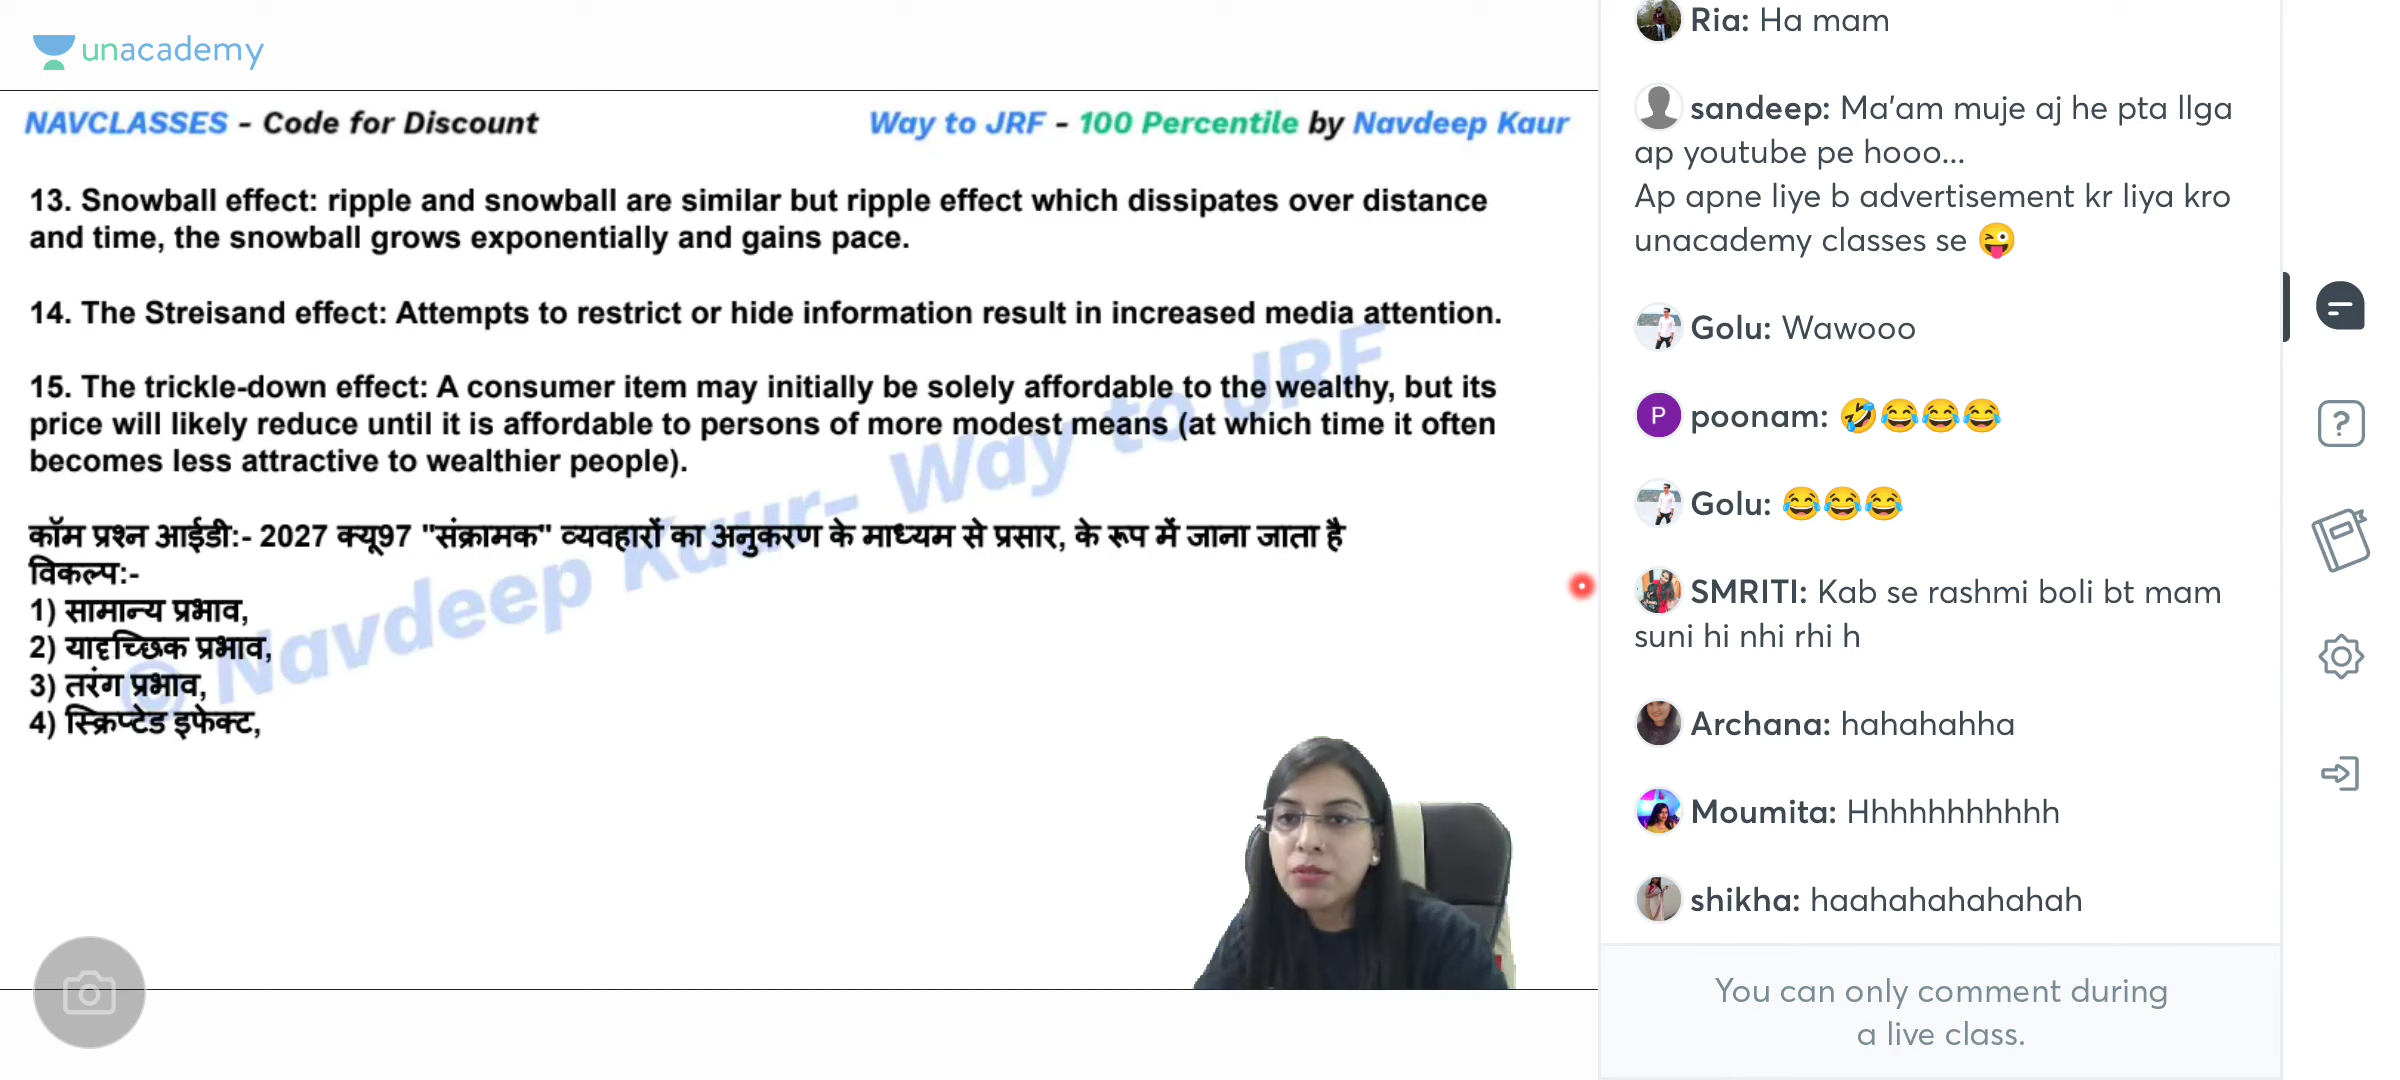 unacademy
NAVCLASSES - Code for Discount
Way to JRF - 100 Percentile by Navdeep Kaur
13. Snowball effect: ripple and snowball are similar but ripple effect which dissipates over distance
and time, the snowball grows exponentially and gains pace.
14. The Streisand effect: Attempts to restrict or hide information result in increased media attention.
15. The trickle-down effect: A consumer item may initially be solely affordable to the wealthy, but its
price will likely reduce until it is affordable to persons of more modest means (at which time it often
becomes less attractive to wealthier people).
कॉम प्रश्न आईडी:- 2027 क्यू97 "संक्रामक" व्यवहारों का अनुकरण के माध्यम से प्रसार, के रूप में जाना जाता है
विकल्प:-
1) सामान्य प्रभाव,
2) यादृच्छिक प्रभाव,
3) तरंग प्रभाव,
4) स्क्रिप्टेड इफेक्ट,
© Navdeep Kaur- Way to JRF
Ria: Ha mam
sandeep: Ma'am muje aj he pta llga
ap youtube pe hooo...
Ap apne liye b advertisement kr liya kro
unacademy classes se 😜
Golu: Wawooo
P poonam: 🤣😂😂😂
Golu: 😂😂😂
SMRITI: Kab se rashmi boli bt mam
suni hi nhi rhi h
Archana: hahahahha
Moumita: Hhhhhhhhhhh
shikha: haahahahahahah
You can only comment during
a live class.